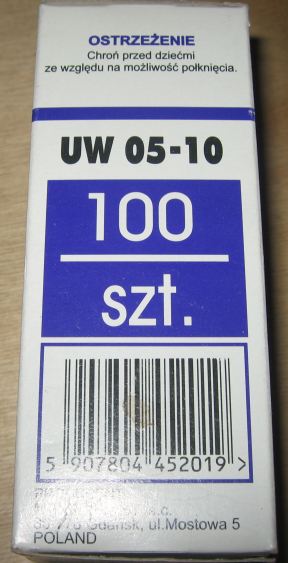 OSTRZEŻENIE
Chroń przed dziećmi
ze względu na możliwość połknięcia.
UW 05-10
100
szt.
5 907804 452019 >
Gdańsk, ul.Mostowa 5
POLAND